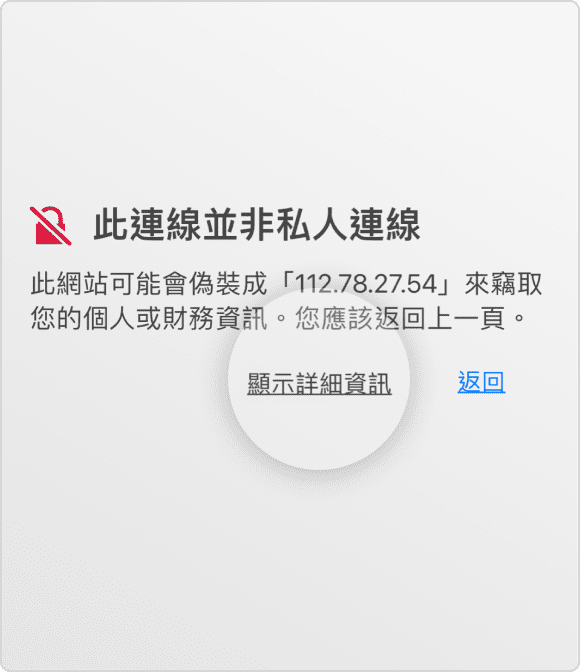 此連線並非私人連線
此網站可能會偽裝成「112.78.27.54」來竊取
您的個人或財務資訊。您應該返回上一頁。
顯示詳細資訊 返回